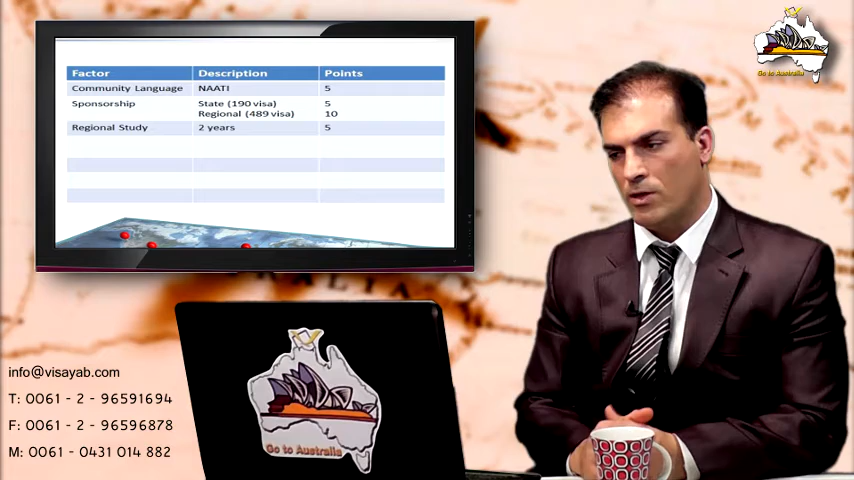 Go to Australia
Factor Description Points
Community Language NAATI 5
Sponsorship State (190 visa) 5
Regional (489 visa) 10
Regional Study 2 years 5
Go to Australia
info@visayab.com
T: 0061 - 2 - 96591694
F: 0061 - 2 - 96596878
M: 0061 - 0431 014 882